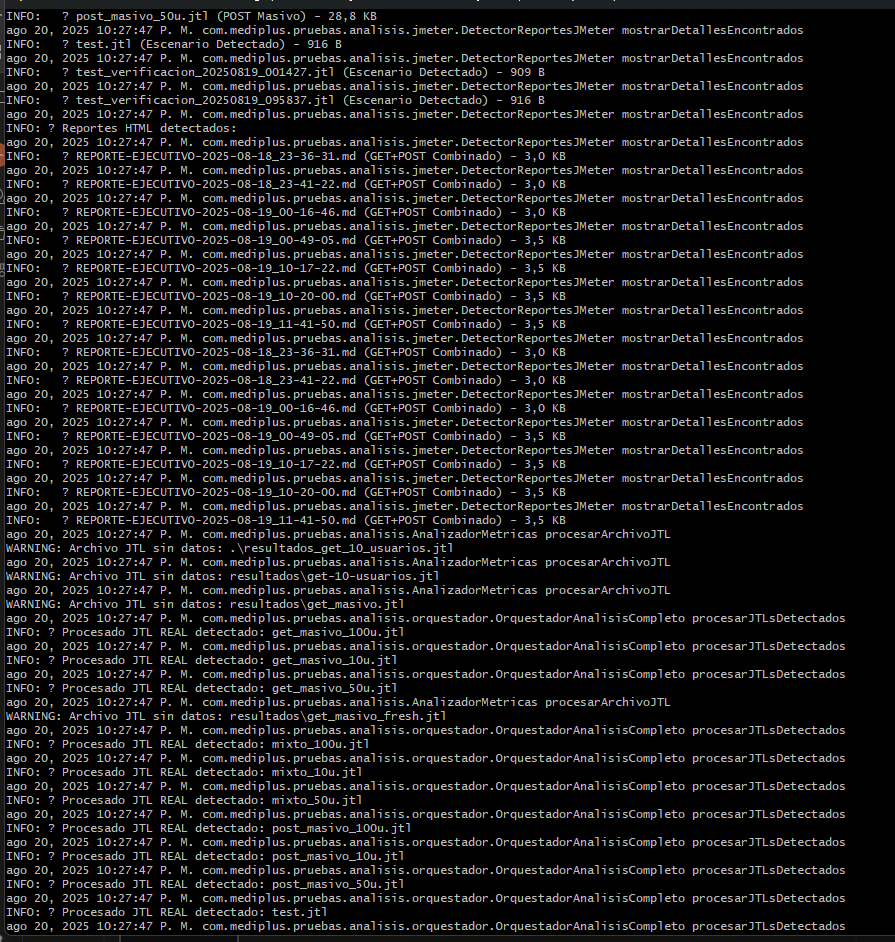 INFO:   ? post_masivo_50u.jtl (POST Masivo) - 28,8 KB
ago 20, 2025 10:27:47 P. M. com.mediplus.pruebas.analisis.jmeter.DetectorReportesJMeter mostrarDetallesEncontrados
INFO:   ? test.jtl (Escenario Detectado) - 916 B
ago 20, 2025 10:27:47 P. M. com.mediplus.pruebas.analisis.jmeter.DetectorReportesJMeter mostrarDetallesEncontrados
INFO:   ? test_verificacion_20250819_001427.jtl (Escenario Detectado) - 909 B
ago 20, 2025 10:27:47 P. M. com.mediplus.pruebas.analisis.jmeter.DetectorReportesJMeter mostrarDetallesEncontrados
INFO:   ? test_verificacion_20250819_095837.jtl (Escenario Detectado) - 916 B
ago 20, 2025 10:27:47 P. M. com.mediplus.pruebas.analisis.jmeter.DetectorReportesJMeter mostrarDetallesEncontrados
INFO: ? Reportes HTML detectados:
ago 20, 2025 10:27:47 P. M. com.mediplus.pruebas.analisis.jmeter.DetectorReportesJMeter mostrarDetallesEncontrados
INFO:   ? REPORTE-EJECUTIVO-2025-08-18_23-36-31.md (GET+POST Combinado) - 3,0 KB
ago 20, 2025 10:27:47 P. M. com.mediplus.pruebas.analisis.jmeter.DetectorReportesJMeter mostrarDetallesEncontrados
INFO:   ? REPORTE-EJECUTIVO-2025-08-18_23-41-22.md (GET+POST Combinado) - 3,0 KB
ago 20, 2025 10:27:47 P. M. com.mediplus.pruebas.analisis.jmeter.DetectorReportesJMeter mostrarDetallesEncontrados
INFO:   ? REPORTE-EJECUTIVO-2025-08-19_00-16-46.md (GET+POST Combinado) - 3,0 KB
ago 20, 2025 10:27:47 P. M. com.mediplus.pruebas.analisis.jmeter.DetectorReportesJMeter mostrarDetallesEncontrados
INFO:   ? REPORTE-EJECUTIVO-2025-08-19_00-49-05.md (GET+POST Combinado) - 3,5 KB
ago 20, 2025 10:27:47 P. M. com.mediplus.pruebas.analisis.jmeter.DetectorReportesJMeter mostrarDetallesEncontrados
INFO:   ? REPORTE-EJECUTIVO-2025-08-19_10-17-22.md (GET+POST Combinado) - 3,5 KB
ago 20, 2025 10:27:47 P. M. com.mediplus.pruebas.analisis.jmeter.DetectorReportesJMeter mostrarDetallesEncontrados
INFO:   ? REPORTE-EJECUTIVO-2025-08-19_10-20-00.md (GET+POST Combinado) - 3,5 KB
ago 20, 2025 10:27:47 P. M. com.mediplus.pruebas.analisis.jmeter.DetectorReportesJMeter mostrarDetallesEncontrados
INFO:   ? REPORTE-EJECUTIVO-2025-08-19_11-41-50.md (GET+POST Combinado) - 3,5 KB
ago 20, 2025 10:27:47 P. M. com.mediplus.pruebas.analisis.jmeter.DetectorReportesJMeter mostrarDetallesEncontrados
INFO:   ? REPORTE-EJECUTIVO-2025-08-18_23-36-31.md (GET+POST Combinado) - 3,0 KB
ago 20, 2025 10:27:47 P. M. com.mediplus.pruebas.analisis.jmeter.DetectorReportesJMeter mostrarDetallesEncontrados
INFO:   ? REPORTE-EJECUTIVO-2025-08-18_23-41-22.md (GET+POST Combinado) - 3,0 KB
ago 20, 2025 10:27:47 P. M. com.mediplus.pruebas.analisis.jmeter.DetectorReportesJMeter mostrarDetallesEncontrados
INFO:   ? REPORTE-EJECUTIVO-2025-08-19_00-16-46.md (GET+POST Combinado) - 3,0 KB
ago 20, 2025 10:27:47 P. M. com.mediplus.pruebas.analisis.jmeter.DetectorReportesJMeter mostrarDetallesEncontrados
INFO:   ? REPORTE-EJECUTIVO-2025-08-19_00-49-05.md (GET+POST Combinado) - 3,5 KB
ago 20, 2025 10:27:47 P. M. com.mediplus.pruebas.analisis.jmeter.DetectorReportesJMeter mostrarDetallesEncontrados
INFO:   ? REPORTE-EJECUTIVO-2025-08-19_10-17-22.md (GET+POST Combinado) - 3,5 KB
ago 20, 2025 10:27:47 P. M. com.mediplus.pruebas.analisis.jmeter.DetectorReportesJMeter mostrarDetallesEncontrados
INFO:   ? REPORTE-EJECUTIVO-2025-08-19_10-20-00.md (GET+POST Combinado) - 3,5 KB
ago 20, 2025 10:27:47 P. M. com.mediplus.pruebas.analisis.jmeter.DetectorReportesJMeter mostrarDetallesEncontrados
INFO:   ? REPORTE-EJECUTIVO-2025-08-19_11-41-50.md (GET+POST Combinado) - 3,5 KB
ago 20, 2025 10:27:47 P. M. com.mediplus.pruebas.analisis.AnalizadorMetricas procesarArchivoJTL
WARNING: Archivo JTL sin datos: .\resultados_get_10_usuarios.jtl
ago 20, 2025 10:27:47 P. M. com.mediplus.pruebas.analisis.AnalizadorMetricas procesarArchivoJTL
WARNING: Archivo JTL sin datos: resultados\get-10-usuarios.jtl
ago 20, 2025 10:27:47 P. M. com.mediplus.pruebas.analisis.AnalizadorMetricas procesarArchivoJTL
WARNING: Archivo JTL sin datos: resultados\get_masivo.jtl
ago 20, 2025 10:27:47 P. M. com.mediplus.pruebas.analisis.orquestador.OrquestadorAnalisisCompleto procesarJTLsDetectados
INFO: ? Procesado JTL REAL detectado: get_masivo_100u.jtl
ago 20, 2025 10:27:47 P. M. com.mediplus.pruebas.analisis.orquestador.OrquestadorAnalisisCompleto procesarJTLsDetectados
INFO: ? Procesado JTL REAL detectado: get_masivo_10u.jtl
ago 20, 2025 10:27:47 P. M. com.mediplus.pruebas.analisis.orquestador.OrquestadorAnalisisCompleto procesarJTLsDetectados
INFO: ? Procesado JTL REAL detectado: get_masivo_50u.jtl
ago 20, 2025 10:27:47 P. M. com.mediplus.pruebas.analisis.AnalizadorMetricas procesarArchivoJTL
WARNING: Archivo JTL sin datos: resultados\get_masivo_fresh.jtl
ago 20, 2025 10:27:47 P. M. com.mediplus.pruebas.analisis.orquestador.OrquestadorAnalisisCompleto procesarJTLsDetectados
INFO: ? Procesado JTL REAL detectado: mixto_100u.jtl
ago 20, 2025 10:27:47 P. M. com.mediplus.pruebas.analisis.orquestador.OrquestadorAnalisisCompleto procesarJTLsDetectados
INFO: ? Procesado JTL REAL detectado: mixto_10u.jtl
ago 20, 2025 10:27:47 P. M. com.mediplus.pruebas.analisis.orquestador.OrquestadorAnalisisCompleto procesarJTLsDetectados
INFO: ? Procesado JTL REAL detectado: mixto_50u.jtl
ago 20, 2025 10:27:47 P. M. com.mediplus.pruebas.analisis.orquestador.OrquestadorAnalisisCompleto procesarJTLsDetectados
INFO: ? Procesado JTL REAL detectado: post_masivo_100u.jtl
ago 20, 2025 10:27:47 P. M. com.mediplus.pruebas.analisis.orquestador.OrquestadorAnalisisCompleto procesarJTLsDetectados
INFO: ? Procesado JTL REAL detectado: post_masivo_10u.jtl
ago 20, 2025 10:27:47 P. M. com.mediplus.pruebas.analisis.orquestador.OrquestadorAnalisisCompleto procesarJTLsDetectados
INFO: ? Procesado JTL REAL detectado: post_masivo_50u.jtl
ago 20, 2025 10:27:47 P. M. com.mediplus.pruebas.analisis.orquestador.OrquestadorAnalisisCompleto procesarJTLsDetectados
INFO: ? Procesado JTL REAL detectado: test.jtl
ago 20, 2025 10:27:47 P. M. com.mediplus.pruebas.analisis.orquestador.OrquestadorAnalisisCompleto procesarJTLsDetectados